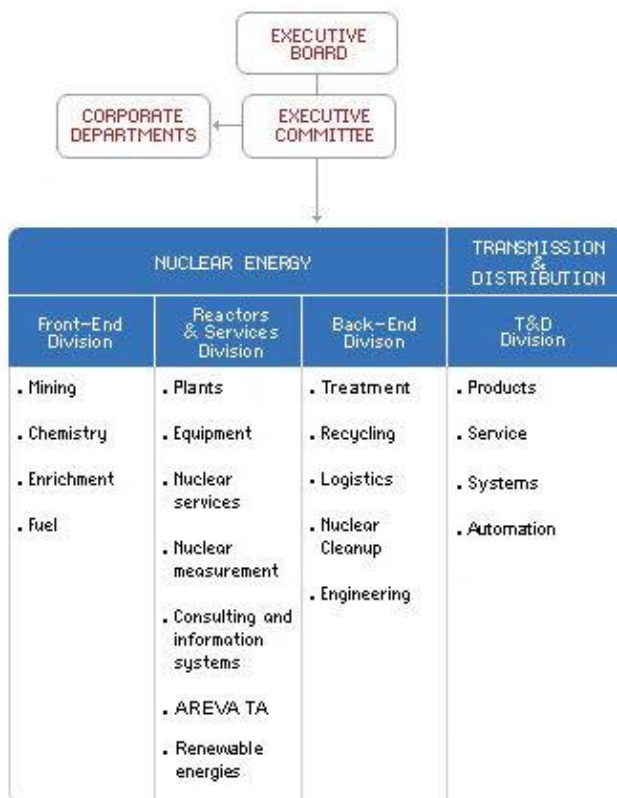 EXECUTIVE
BOARD
CORPORATE
DEPARTMENTS
EXECUTIVE
COMMITTEE
NUCLEAR ENERGY
TRANSMISSION
&
DISTRIBUTION
Front-End
Division
Reactors
& Services
Division
Back-End
Divison
T&D
Division
. Mining
. Chemistry
. Enrichment
. Fuel
. Plants
. Equipment
. Nuclear
services
. Nuclear
measurement
. Consulting and
information
systems
. AREVA TA
. Renewable
energies
. Treatment
. Recycling
. Logistics
. Nuclear
Cleanup
. Engineering
. Products
. Service
. Systems
. Automation